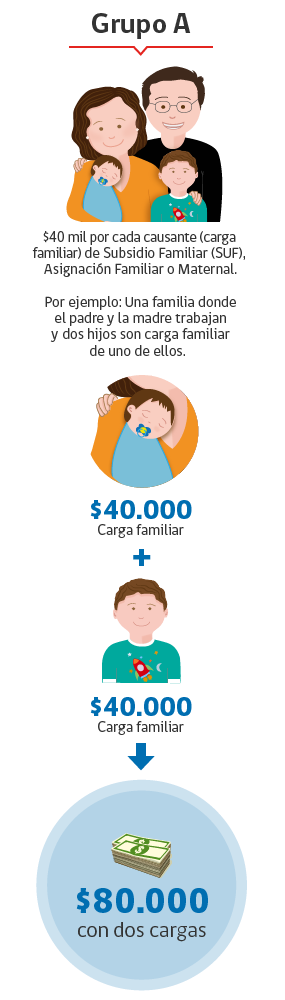 Grupo A
$40 mil por cada causante (carga
familiar) de Subsidio Familiar (SUF),
Asignación Familiar o Maternal.
Por ejemplo: Una familia donde
el padre y la madre trabajan
y dos hijos son carga familiar
de uno de ellos.
$40.000
Carga familiar
+
$40.000
Carga familiar
$80.000
con dos cargas